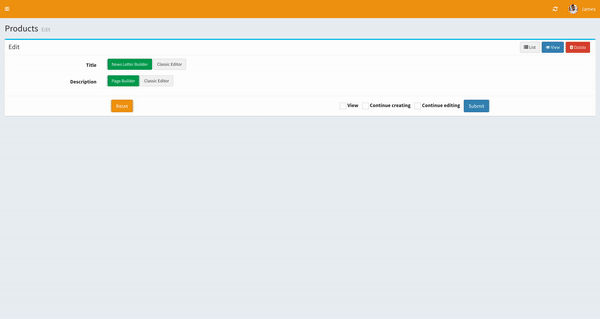 James
Products Edit
Edit
List
View
Delete
Title
News Letter Builder
Classic Editor
Description
Page Builder
Classic Editor
Reset
View
Continue creating
Continue editing
Submit